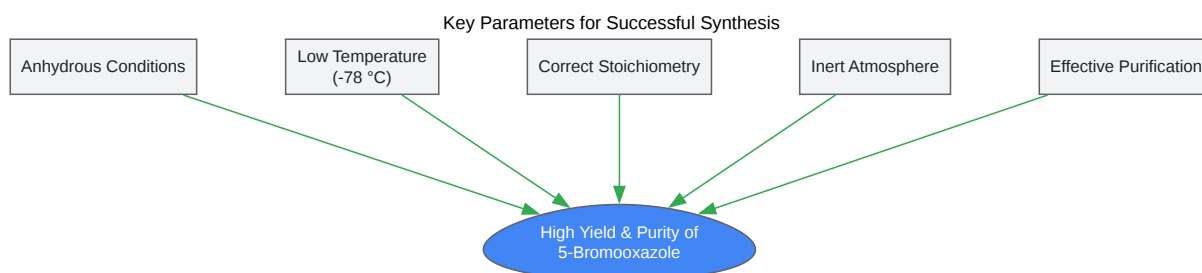 Key Parameters for Successful Synthesis
Anhydrous Conditions
Low Temperature
(-78 °C)
Correct Stoichiometry
Inert Atmosphere
Effective Purification
High Yield & Purity of
5-Bromooxazole